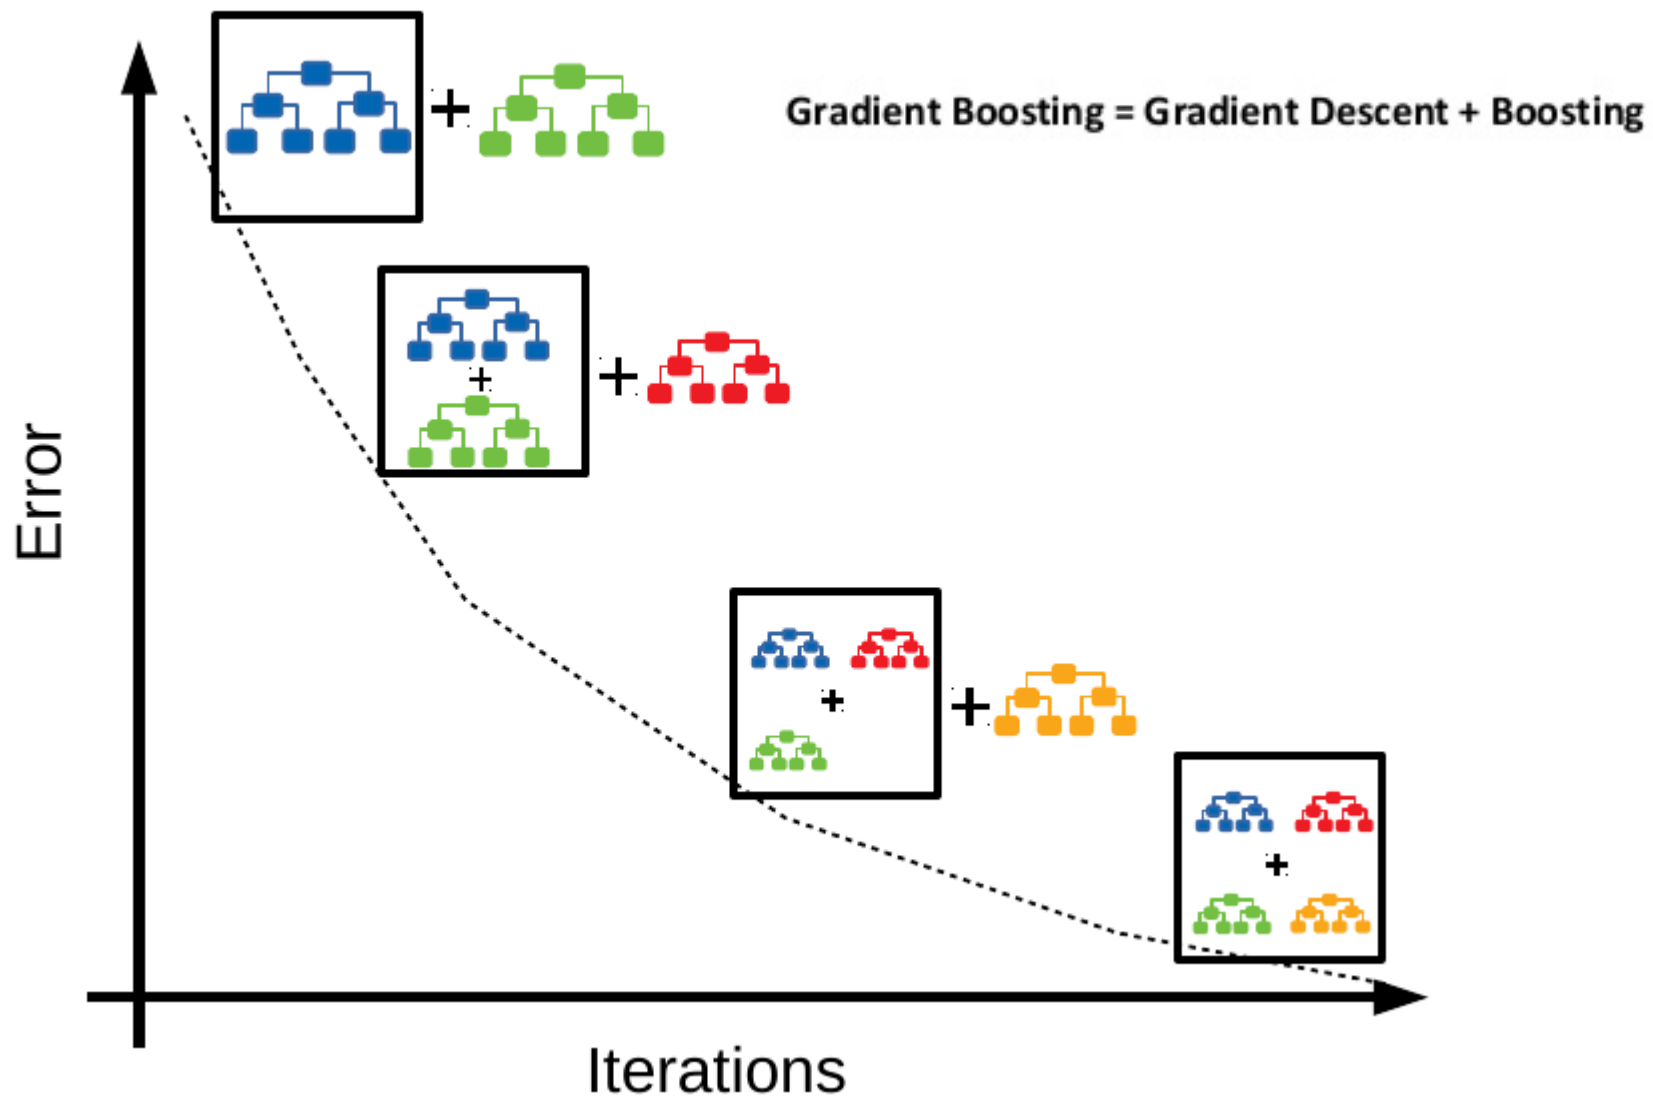 Gradient Boosting = Gradient Descent + Boosting
Error
Iterations